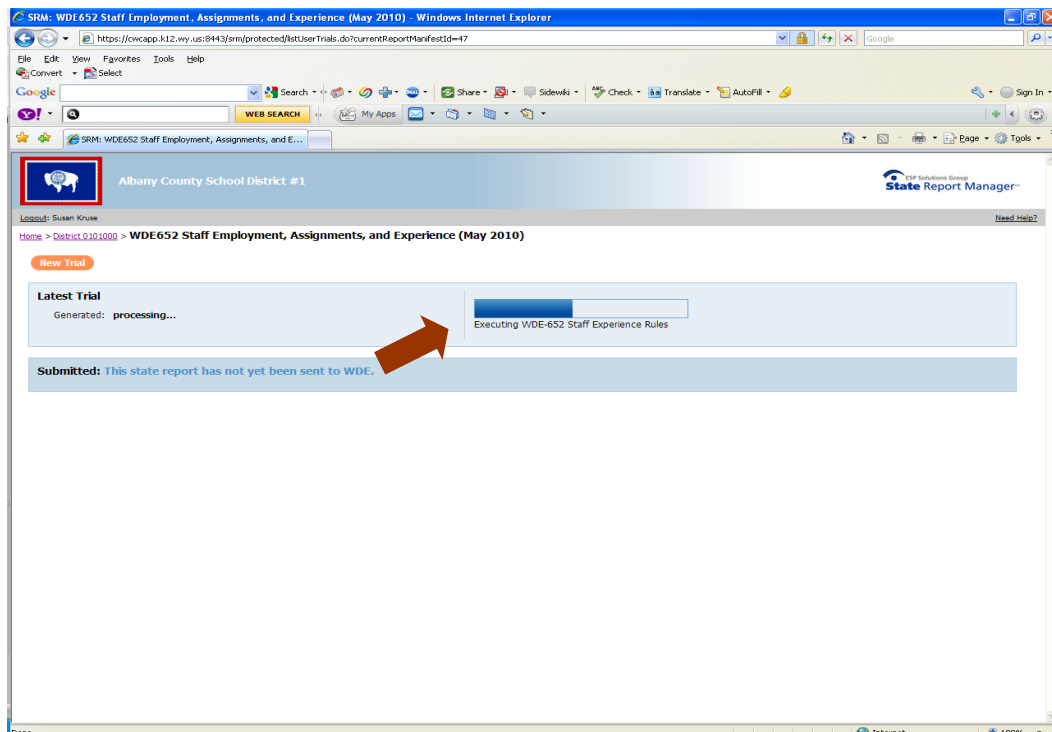 SRM: WDE652 Staff Employment, Assignments, and Experience (May 2010) - Windows Internet Explorer
https://cwcapp.k12.wy.us:8443/srm/protected/listUserTrials.do?currentReportManifestId=47
Google
File Edit View Favorites Tools Help
Convert Select
Google Search Share Sidewiki Check Translate AutoFill Sign In
Y! WEB SEARCH My Apps
SRM: WDE652 Staff Employment, Assignments, and E... Page Tools
Albany County School District #1
ESP Solutions Group
State Report Manager
Logout: Susan Kruse Need Help?
Home > District 0101000 > WDE652 Staff Employment, Assignments, and Experience (May 2010)
New Trial
Latest Trial
Generated: processing...
Executing WDE-652 Staff Experience Rules
Submitted: This state report has not yet been sent to WDE.
Done Internet 100%